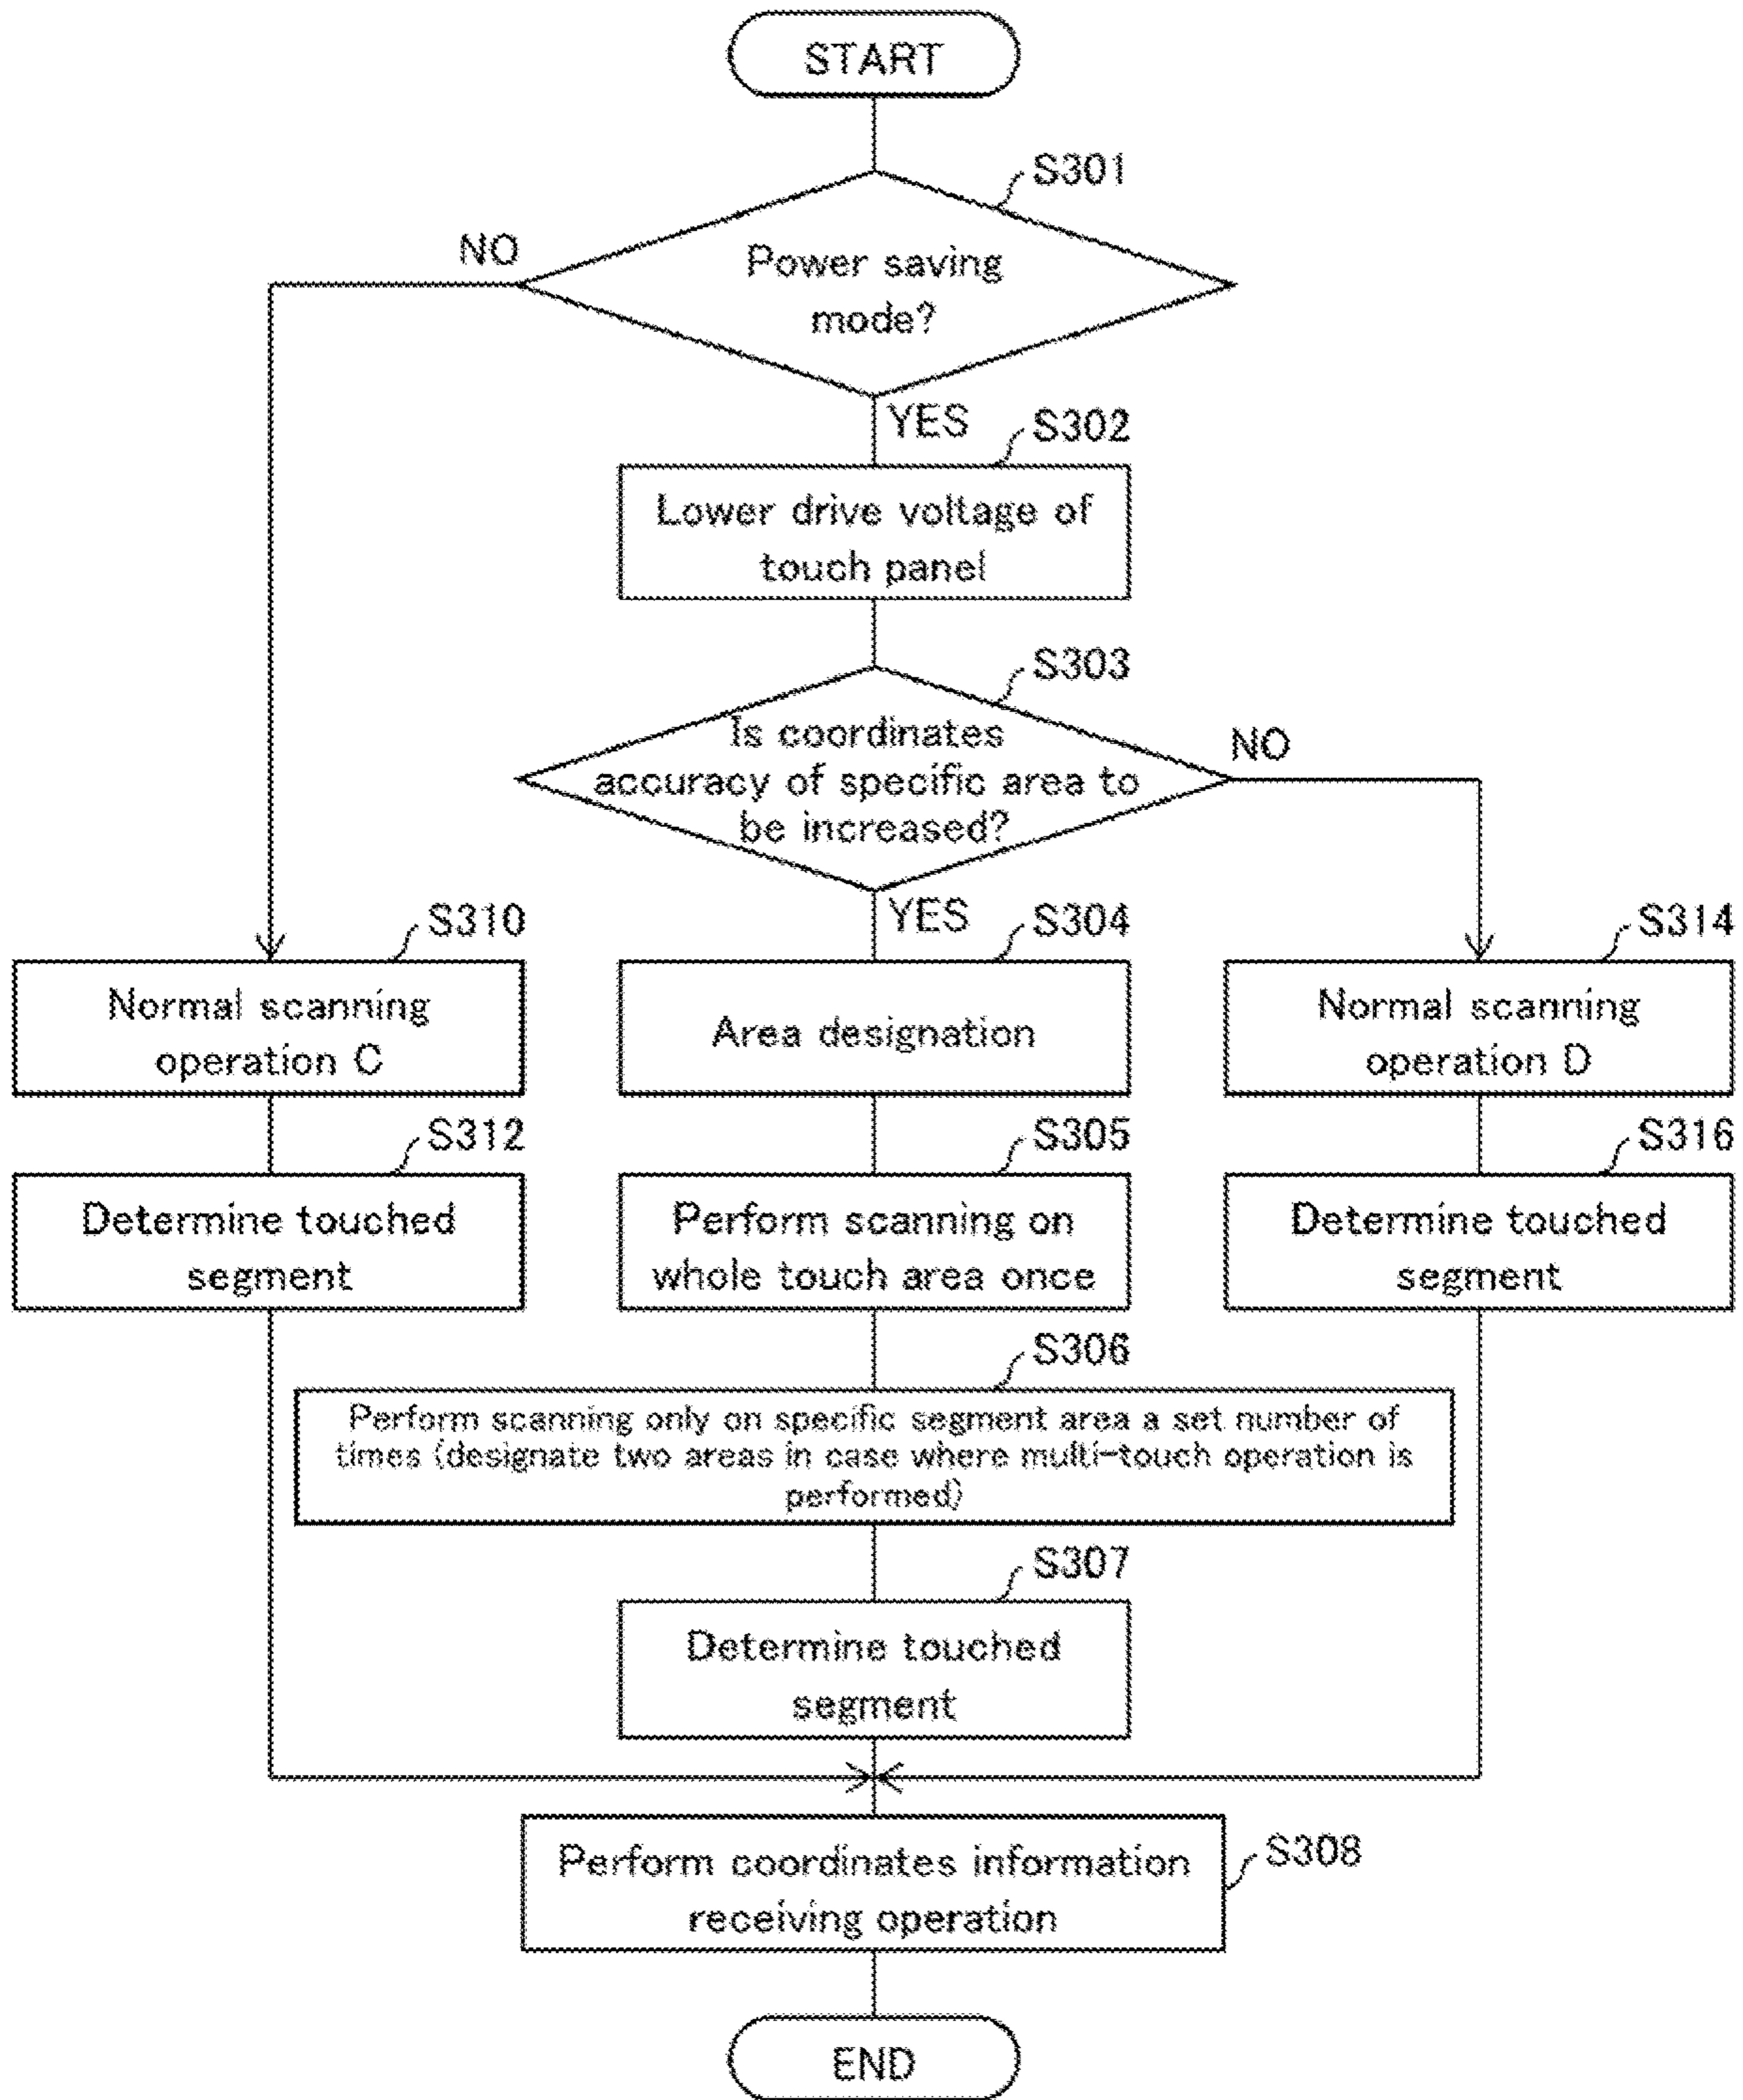 START
S301
NO
Power saving
mode?
YES
S302
Lower drive voltage of
touch panel
S303
Is coordinates
accuracy of specific area to
be increased?
NO
YES
S310
Normal scanning
operation C
S304
Area designation
S314
Normal scanning
operation D
S312
Determine touched
segment
S305
Perform scanning on
whole touch area once
S316
Determine touched
segment
S306
Perform scanning only on specific segment area a set number of
times (designate two areas in case where multi-touch operation is
performed)
S307
Determine touched
segment
Perform coordinates information
receiving operation
S308
END